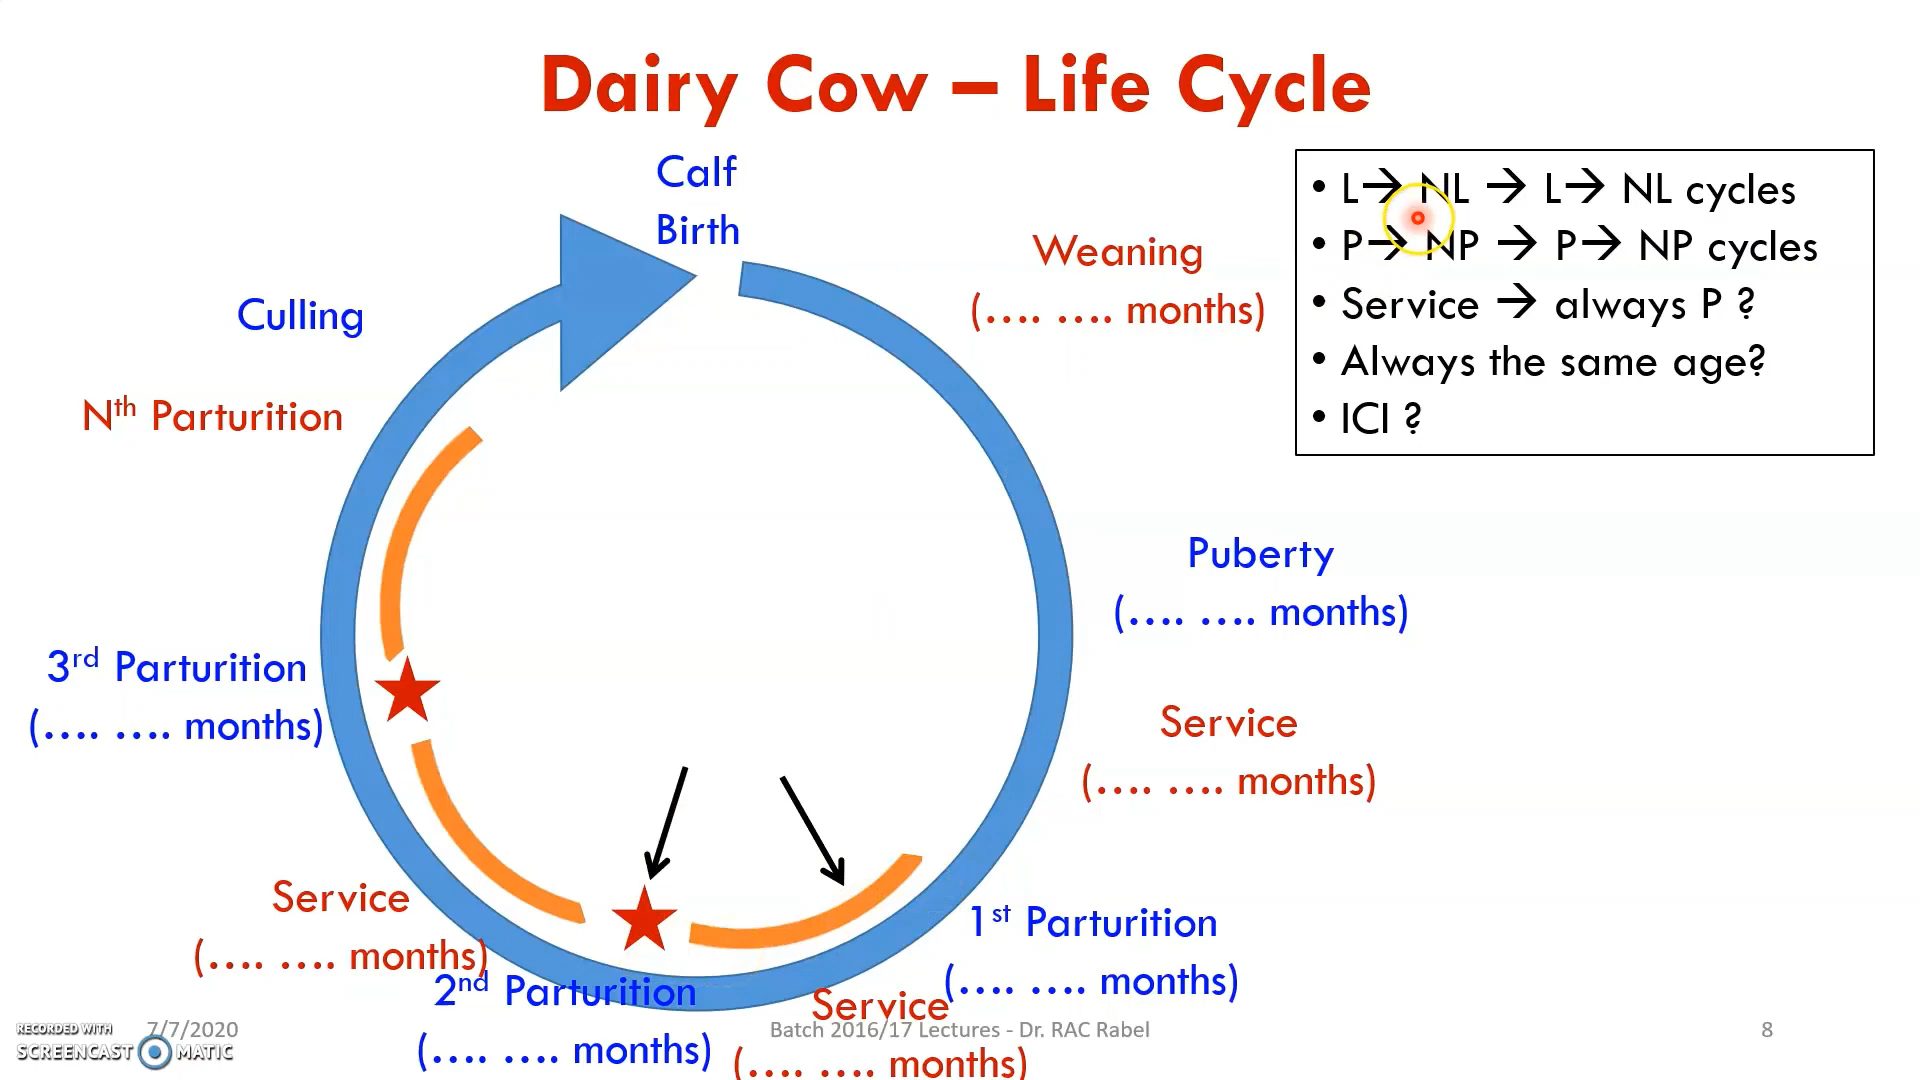 Dairy Cow – Life Cycle
Calf
Birth
Weaning
(.... .... months)
• L→ NL → L→ NL cycles
• P→ NP → P→ NP cycles
• Service → always P ?
• Always the same age?
• ICI ?
Culling
Nth Parturition
Puberty
(.... .... months)
3rd Parturition
(.... .... months)
Service
(.... .... months)
Service
(.... .... months)
1st Parturition
(.... .... months)
2nd Parturition
(.... .... months)
Service
(.... .... months)
RECORDED WITH
SCREENCAST MATIC
7/7/2020
Batch 2016/17 Lectures - Dr. RAC Rabel
8